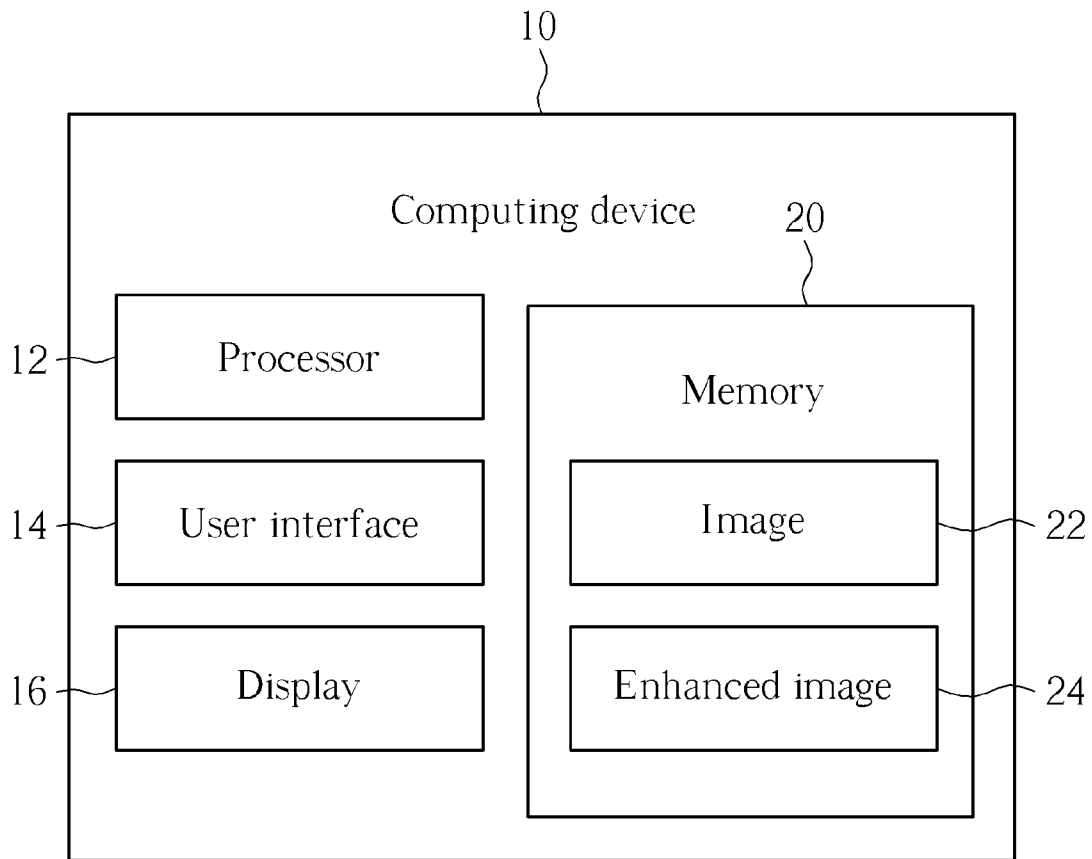 10
Computing device
20
12
Processor
Memory
14
User interface
Image
22
16
Display
Enhanced image
24